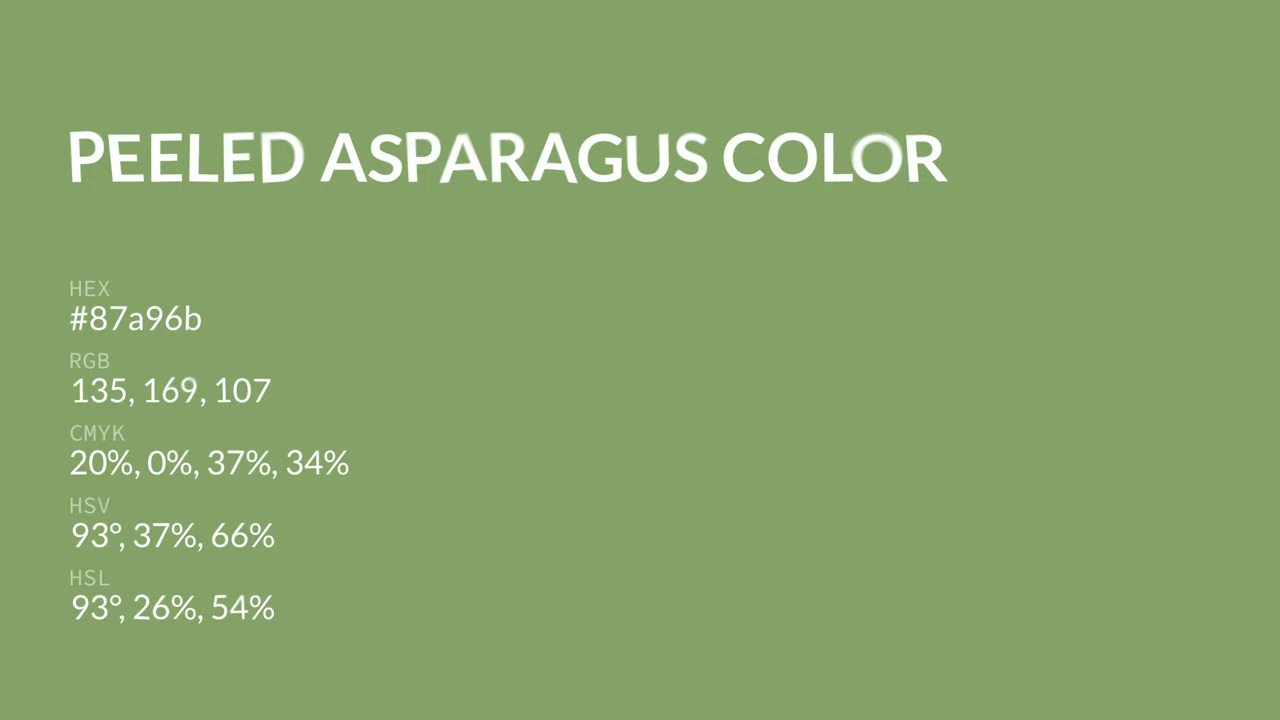 PEELED ASPARAGUS COLOR
HEX
#87a96b
RGB
135, 169, 107
CMYK
20%, 0%, 37%, 34%
HSV
93°, 37%, 66%
HSL
93°, 26%, 54%